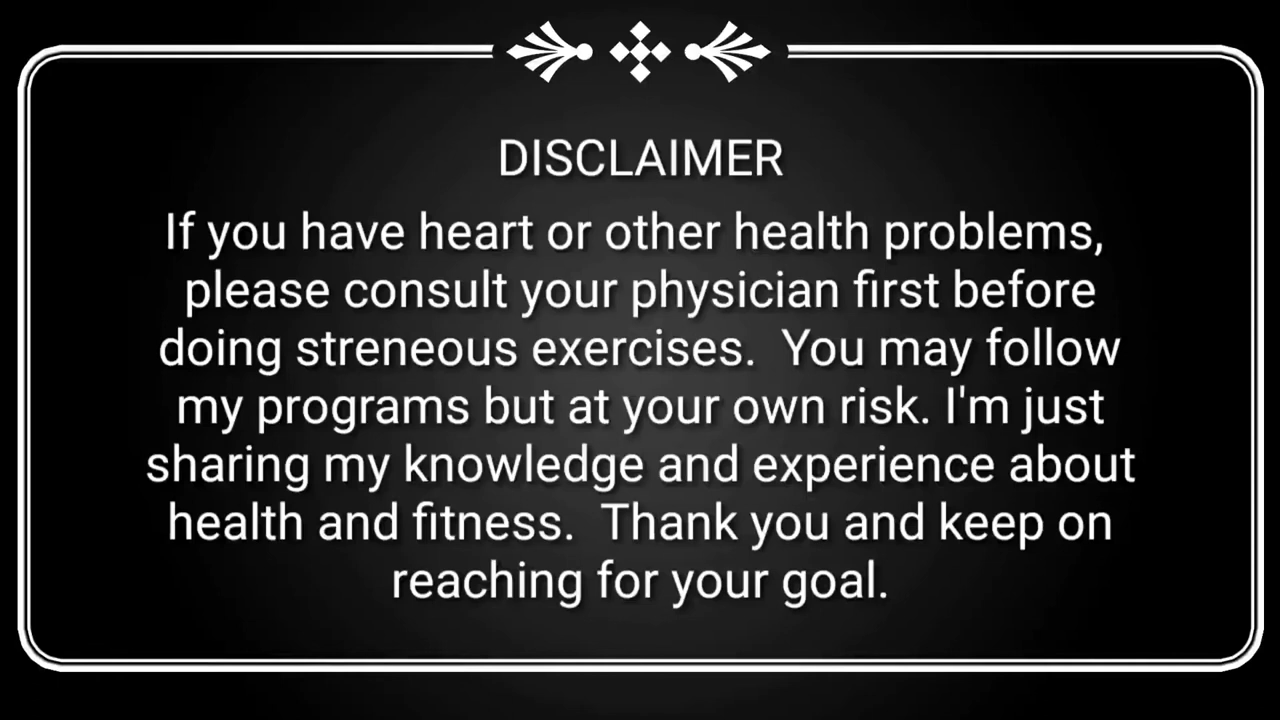 DISCLAIMER
If you have heart or other health problems,
please consult your physician first before
doing streneous exercises.  You may follow
my programs but at your own risk. I'm just
sharing my knowledge and experience about
health and fitness.  Thank you and keep on
reaching for your goal.